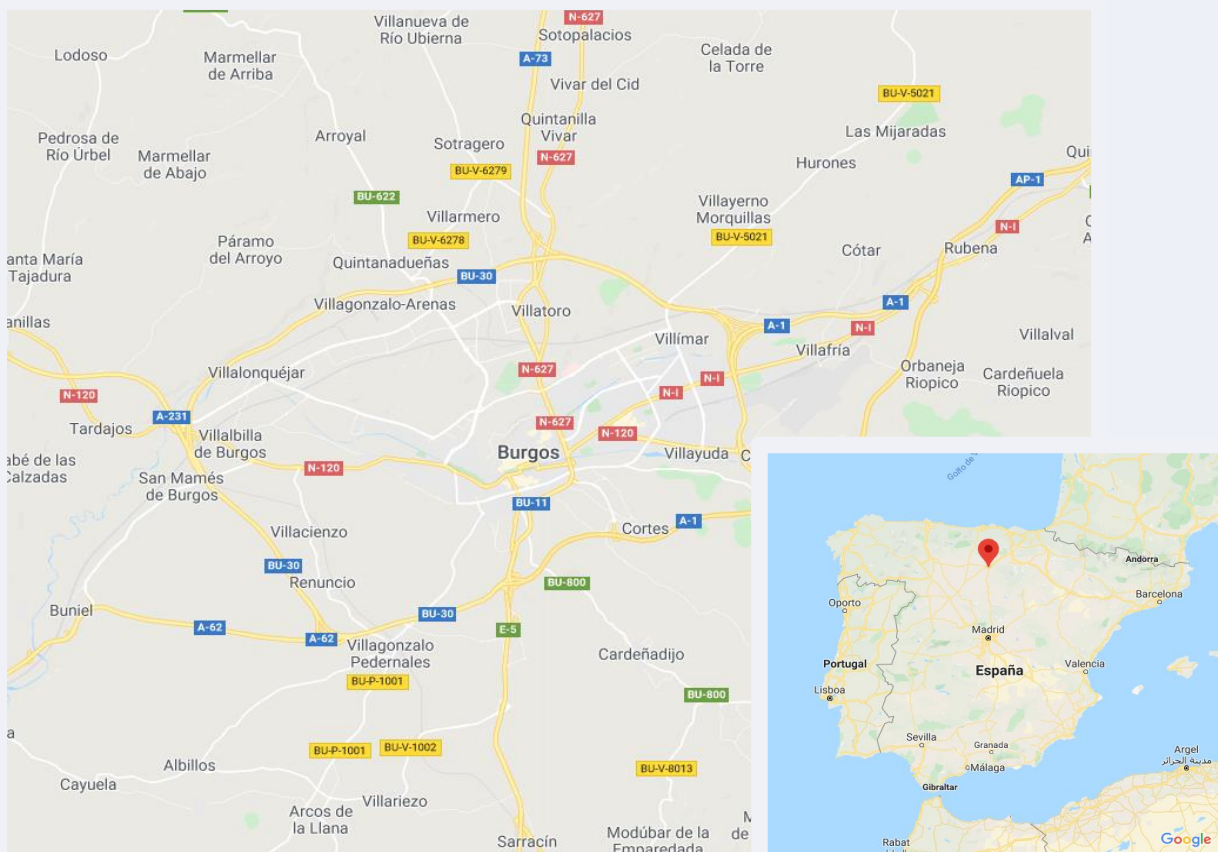 N-627
Villanueva de
Río Ubierna
Sotopalacios
Lodoso
Marmellar
de Arriba
A-73
Celada de
la Torre
Vivar del Cid
BU-V-5021
Quintanilla
Vivar
Arroyal
Las Mijaradas
Pedrosa de
Río Úrbel
Marmellar
de Abajo
Sotragero
N-627
Hurones
Qui
BU-V-6279
AP-1
BU-622
Villayerno
Morquillas
Villarmero
N-I
BU-V-6278
BU-V-5021
Páramo
del Arroyo
Cótar
Rubena
anta María
Tajadura
Quintanadueñas
BU-30
Villagonzalo-Arenas
Villatoro
A-1
anillas
A-1
N-I
Villímar
Villalval
Villafría
Villalonquéjar
N-627
Orbaneja
Riopico
Cardeñuela
Riopico
N-I
N-I
N-120
A-231
Tardajos
N-627
N-120
Villalbilla
de Burgos
Burgos
Villayuda
abé de las
Calzadas
N-120
San Mamés
de Burgos
BU-11
Villacienzo
Cortes
A-1
BU-30
Renuncio
BU-800
Buniel
BU-30
A-62
A-62
E-5
Villagonzalo
Pedernales
Cardeñadijo
BU-P-1001
BU-800
BU-P-1001
BU-V-1002
Albillos
BU-V-8013
Cayuela
Villariezo
Arcos de
la Llana
Sarracín
Modúbar de la
Emparedada
de
Golfo de
Andorra
Barcelona
Oporto
Madrid
Portugal
España
Valencia
Lisboa
Sevilla
Granada
Málaga
Gibraltar
Argel
مدينة الجزائر
Rabat
Google